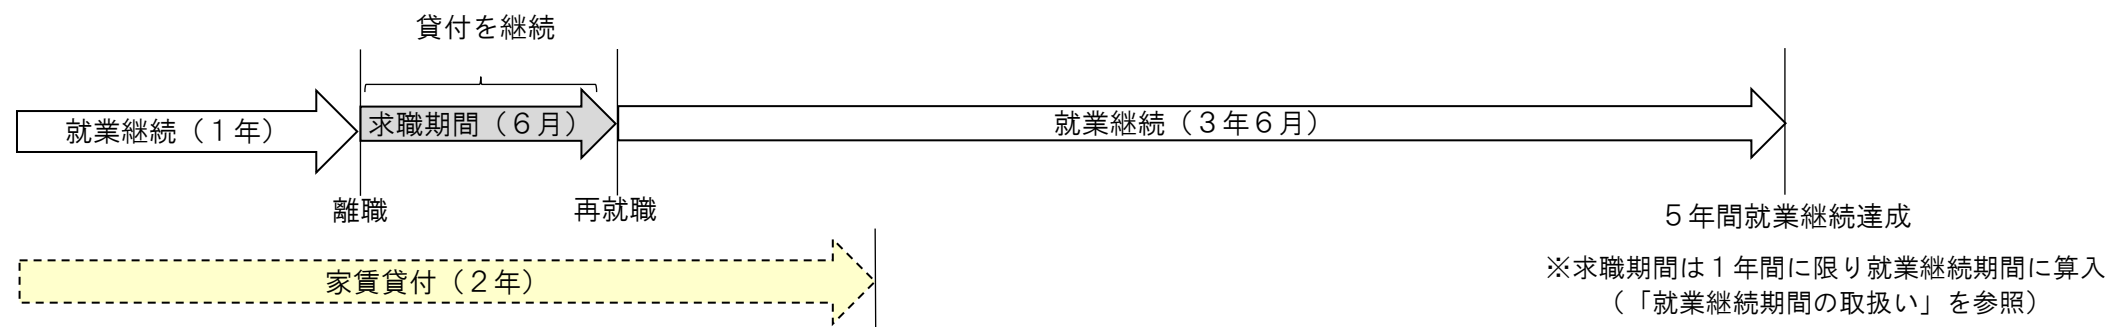 貸付を継続
就業継続（１年）
求職期間（６月）
就業継続（３年６月）
離職
再就職
５年間就業継続達成
家賃貸付（２年）
※求職期間は１年間に限り就業継続期間に算入
（「就業継続期間の取扱い」を参照）